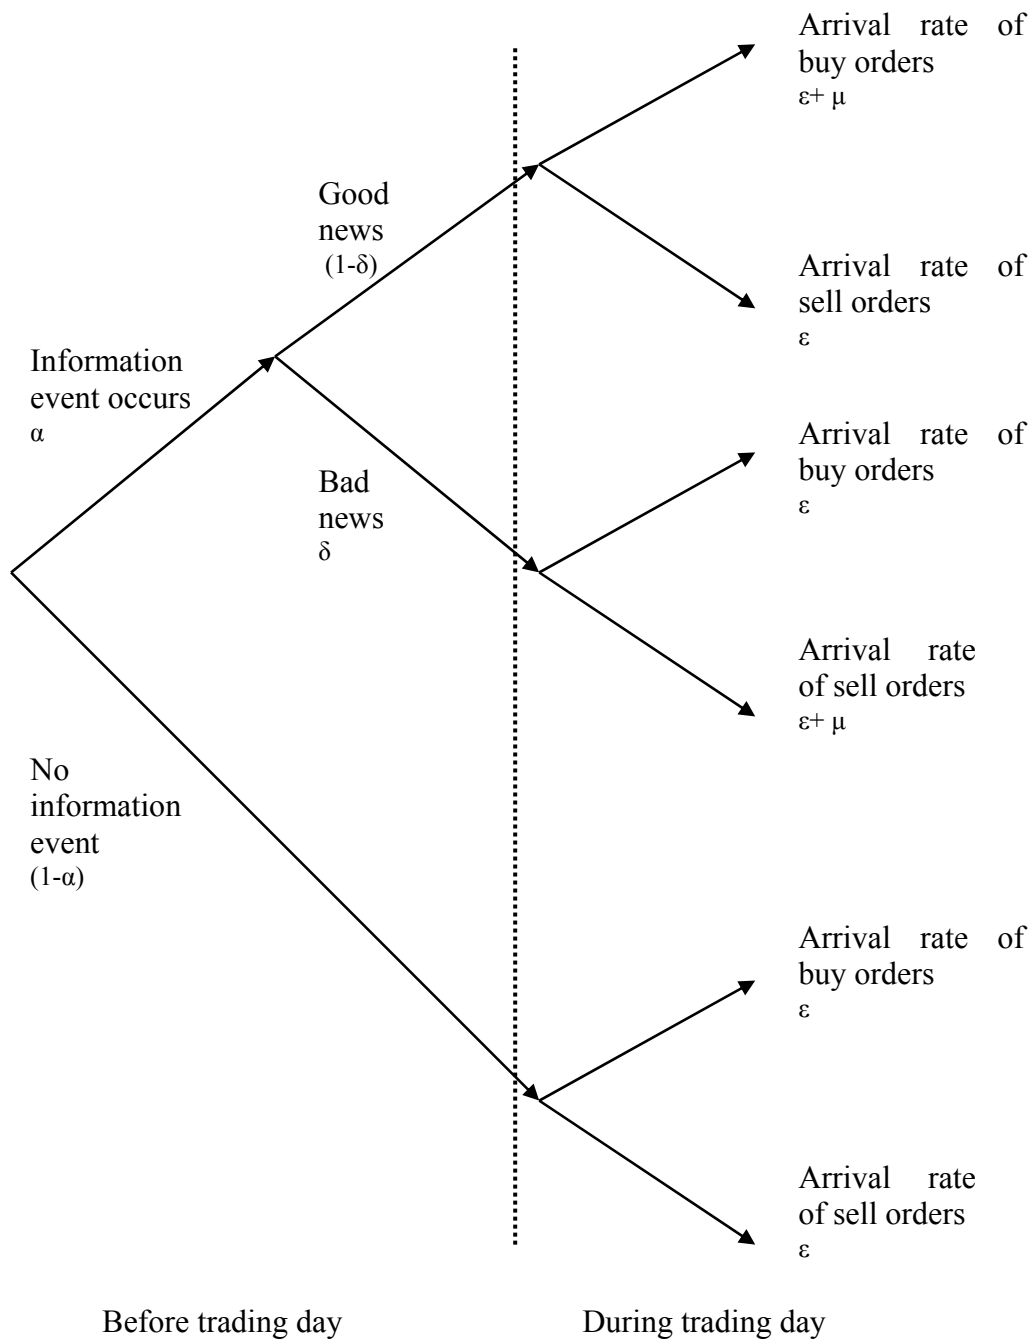 Arrival rate of
buy orders
ε+ μ
Good
news
(1-δ)
Arrival rate of
sell orders
ε
Information
event occurs
α
Arrival rate of
buy orders
ε
Bad
news
δ
Arrival rate
of sell orders
ε+ μ
No
information
event
(1-α)
Arrival rate of
buy orders
ε
Arrival rate
of sell orders
ε
Before trading day
During trading day